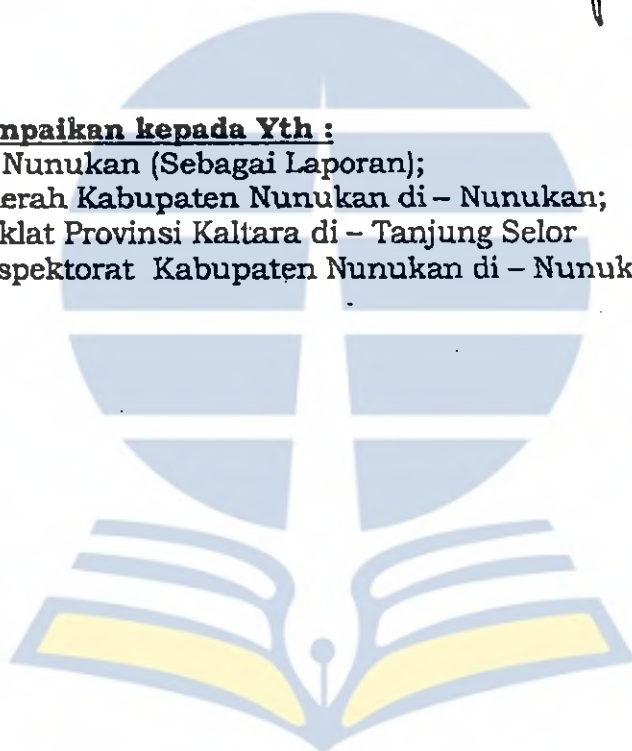 mpaikan kepada Yth :
Nunukan (Sebagai Laporan);
erah Kabupaten Nunukan di – Nunukan;
klat Provinsi Kaltara di – Tanjung Selor
spektorat Kabupaten Nunukan di – Nunuk